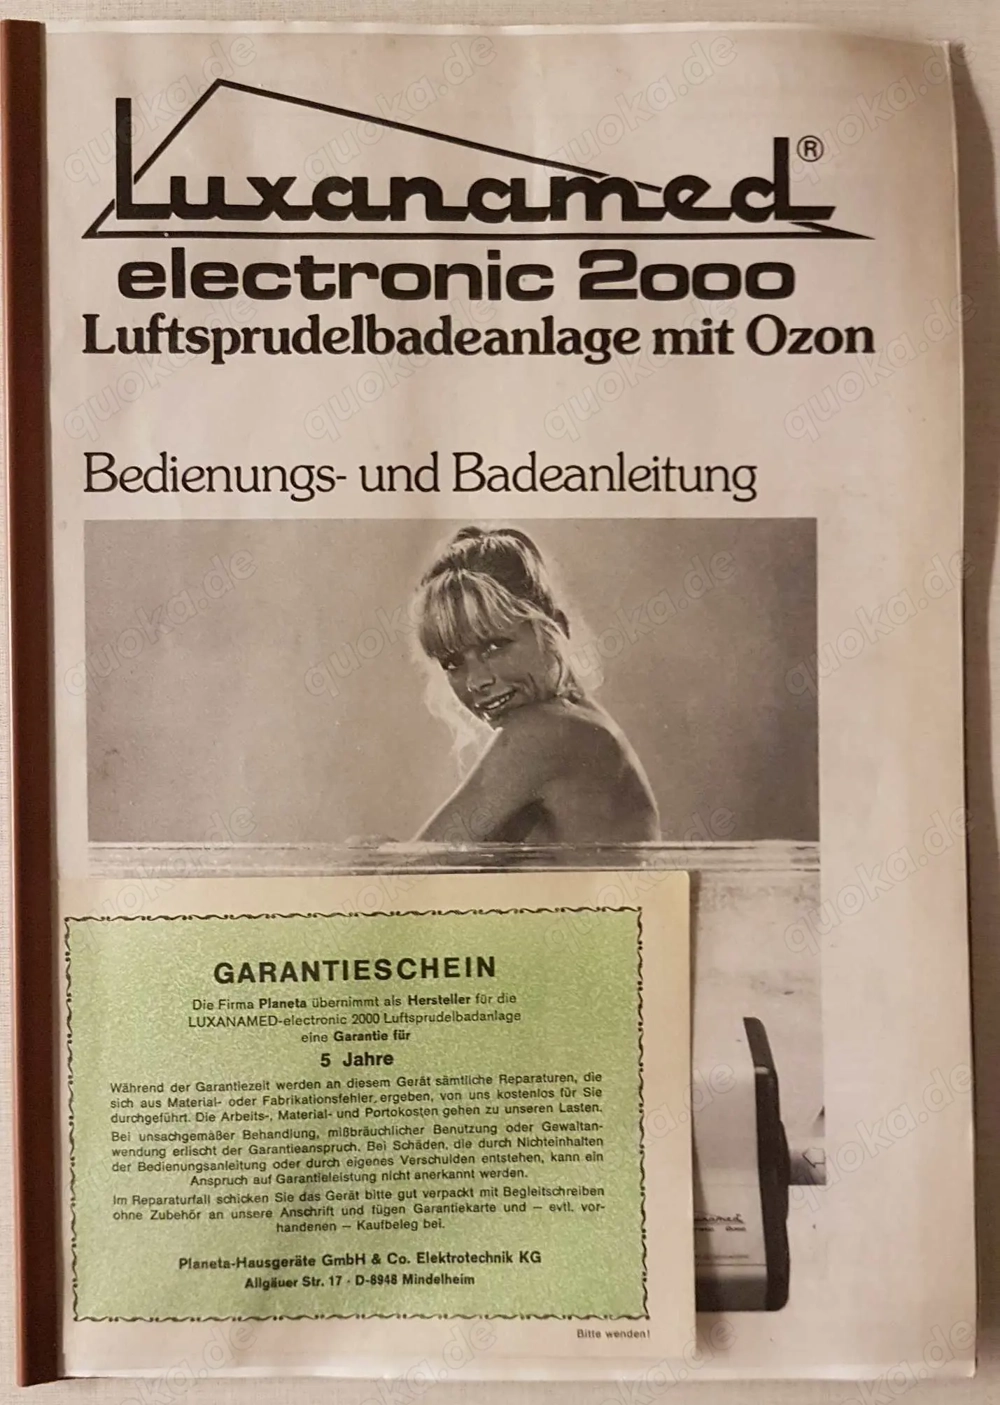 Luxanamed®
electronic 2000
Luftsprudelbadeanlage mit Ozon
Bedienungs- und Badeanleitung
GARANTIESCHEIN
Die Firma Planeta übernimmt als Hersteller für die
LUXANAMED-electronic 2000 Luftsprudelbadanlage
eine Garantie für
5 Jahre
Während der Garantiezeit werden an diesem Gerät sämtliche Reparaturen, die
sich aus Material- oder Fabrikationsfehler ergeben, von uns kostenlos für Sie
durchgeführt. Die Arbeits-, Material- und Portokosten gehen zu unseren Lasten.
Bei unsachgemäßer Behandlung, mißbräuchlicher Benutzung oder Gewaltan-
wendung erlischt der Garantieanspruch. Bei Schäden, die durch Nichteinhalten
der Bedienungsanleitung oder durch eigenes Verschulden entstehen, kann ein
Anspruch auf Garantieleistung nicht anerkannt werden.
Im Reparaturfall schicken Sie das Gerät bitte gut verpackt mit Begleitschreiben
ohne Zubehör an unsere Anschrift und fügen Garantiekarte und – evtl. vor-
handenen – Kaufbeleg bei.
Planeta-Hausgeräte GmbH & Co. Elektrotechnik KG
Allgäuer Str. 17 · D-8948 Mindelheim
Bitte wenden!
quoka.de